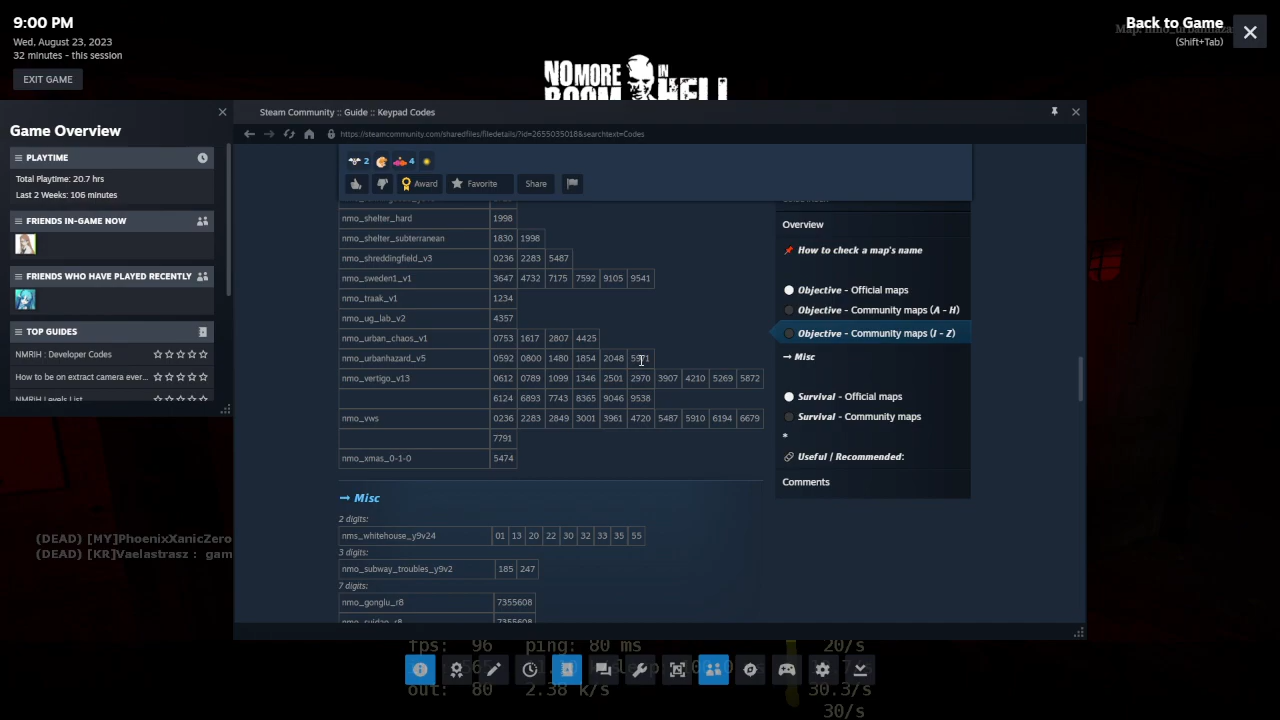 9:00 PM
Wed, August 23, 2023
32 minutes - this session
EXIT GAME
NO MORE ROOM IN HELL
Back to Game
(Shift+Tab)
Steam Community :: Guide :: Keypad Codes
https://steamcommunity.com/sharedfiles/filedetails/?id=2655035018&searchtext=Codes
Game Overview
PLAYTIME
Total Playtime: 20.7 hrs
Last 2 Weeks: 106 minutes
FRIENDS IN-GAME NOW
FRIENDS WHO HAVE PLAYED RECENTLY
TOP GUIDES
NMRIH : Developer Codes
How to be on extract camera ever...
NMRiH Levels List
2 4
Award Favorite Share
nmo_shelter_hard 1998
nmo_shelter_subterranean 1830 1998
nmo_shreddingfield_v3 0236 2283 5487
nmo_sweden1_v1 3647 4732 7175 7592 9105 9541
nmo_traak_v1 1234
nmo_ug_lab_v2 4357
nmo_urban_chaos_v1 0753 1617 2807 4425
nmo_urbanhazard_v5 0592 0800 1480 1854 2048
nmo_vertigo_v13 0612 0789 1099 1346 2501 2970 3907 4210 5269 5872
6124 6893 7743 8365 9046 9538
nmo_vws 0236 2283 2849 3001 3961 4720 5487 5910 6194 6679
7791
nmo_xmas_0-1-0 5474
→ Misc
2 digits:
nms_whitehouse_y9v24 01 13 20 22 30 32 33 35 55
3 digits:
nmo_subway_troubles_y9v2 185 247
7 digits:
nmo_gonglu_r8 7355608
Overview
How to check a map's name
Objective - Official maps
Objective - Community maps (A - H)
Objective - Community maps (I - Z)
→ Misc
Survival - Official maps
Survival - Community maps
*
Useful / Recommended:
Comments
(DEAD) [MY]PhoenixXanicZero
(DEAD) [KR]Vaelastrasz : gam
fps: 96 ping: 80 ms
out: 80 2.38 k/s
20/s
30.3/s
30/s